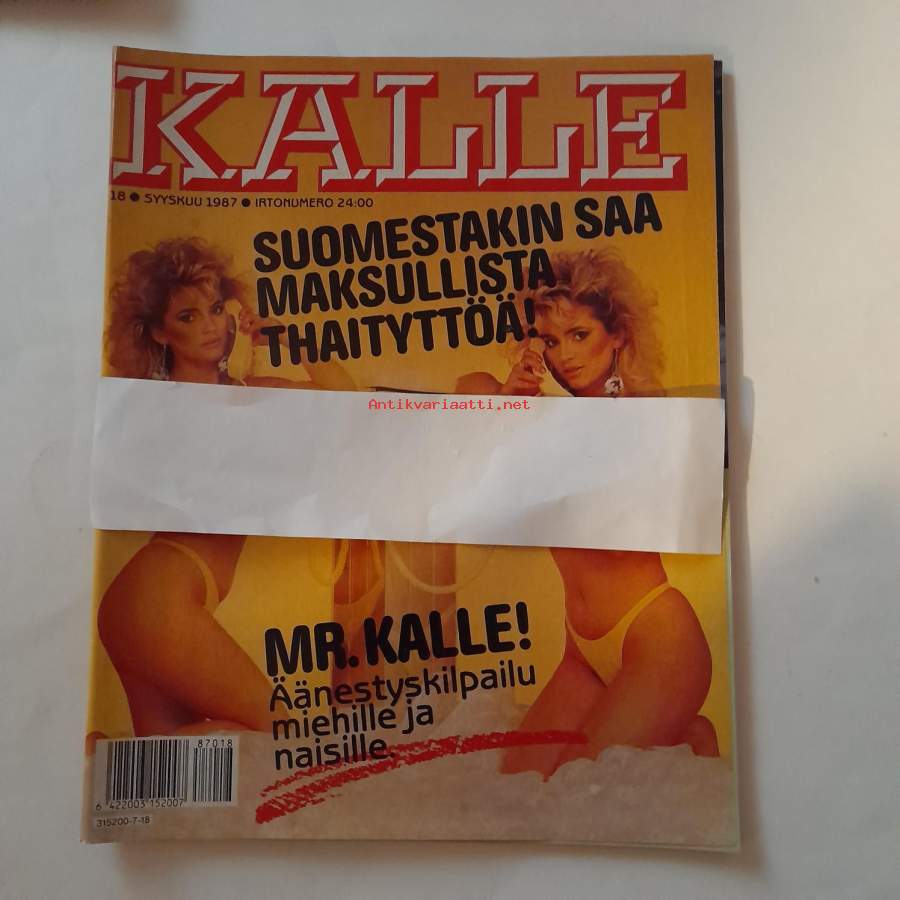 KALLE
18 ● SYYSKUU 1987 ● IRTONUMERO 24:00
SUOMESTAKIN SAA
MAKSULLISTA
THAITYTTÖÄ!
Antikvariaatti.net
MR. KALLE!
Äänestyskilpailu
miehille ja
naisille.
87018
6 422003 152007
315200-7-18